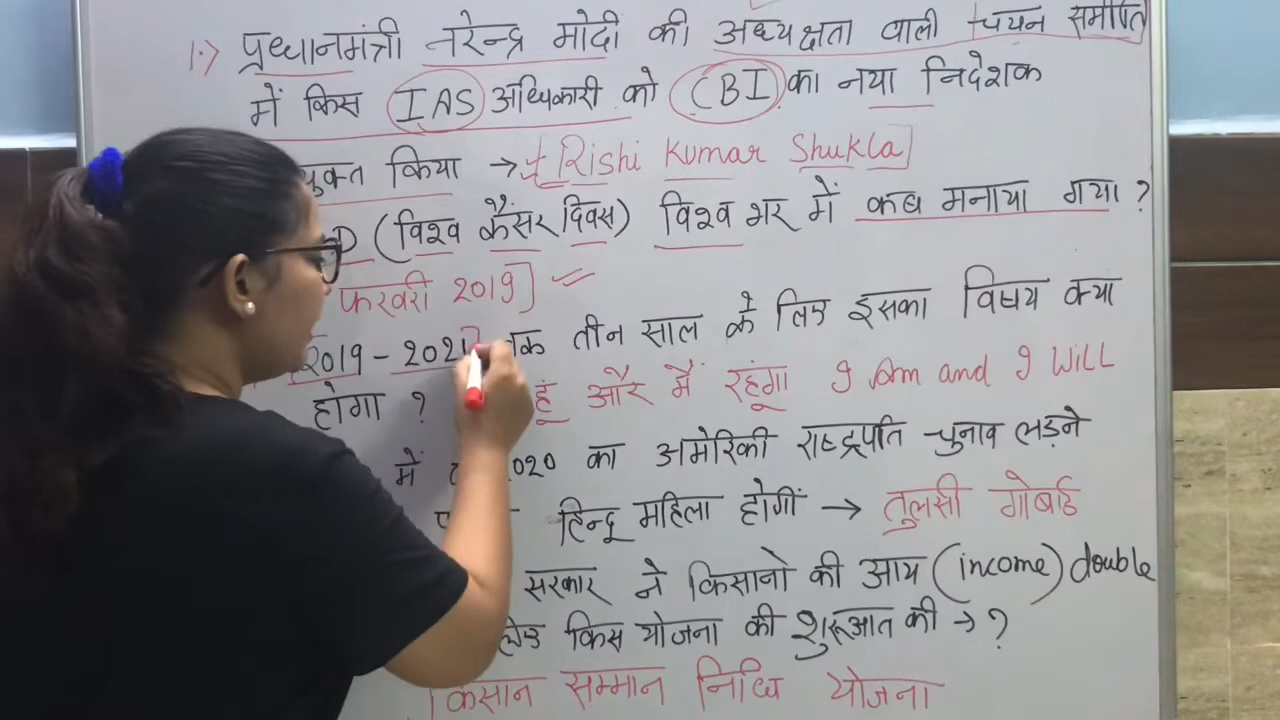 1.) प्रधानमंत्री नरेन्द्र मोदी की अध्यक्षता वाली चयन समीति
में किस IAS अधिकारी को CBI का नया निदेशक
युक्त किया → [Rishi Kumar Shukla]
D (विश्व कैंसर दिवस) विश्व भर में कब मनाया गया ?
फरवरी 2019]
2019 - 2021] तक तीन साल के लिए इसका विषय क्या
होगा ? हूं और मैं रहूंगा I Am and I Will
में 2020 का अमेरिकी राष्ट्रपति चुनाव लड़ने
हिन्दू महिला होगीं → तुलसी गोबार्ड
सरकार ने किसानो की आय (income) double
किस योजना की शुरूआत की → ?
किसान सम्मान निधि योजना